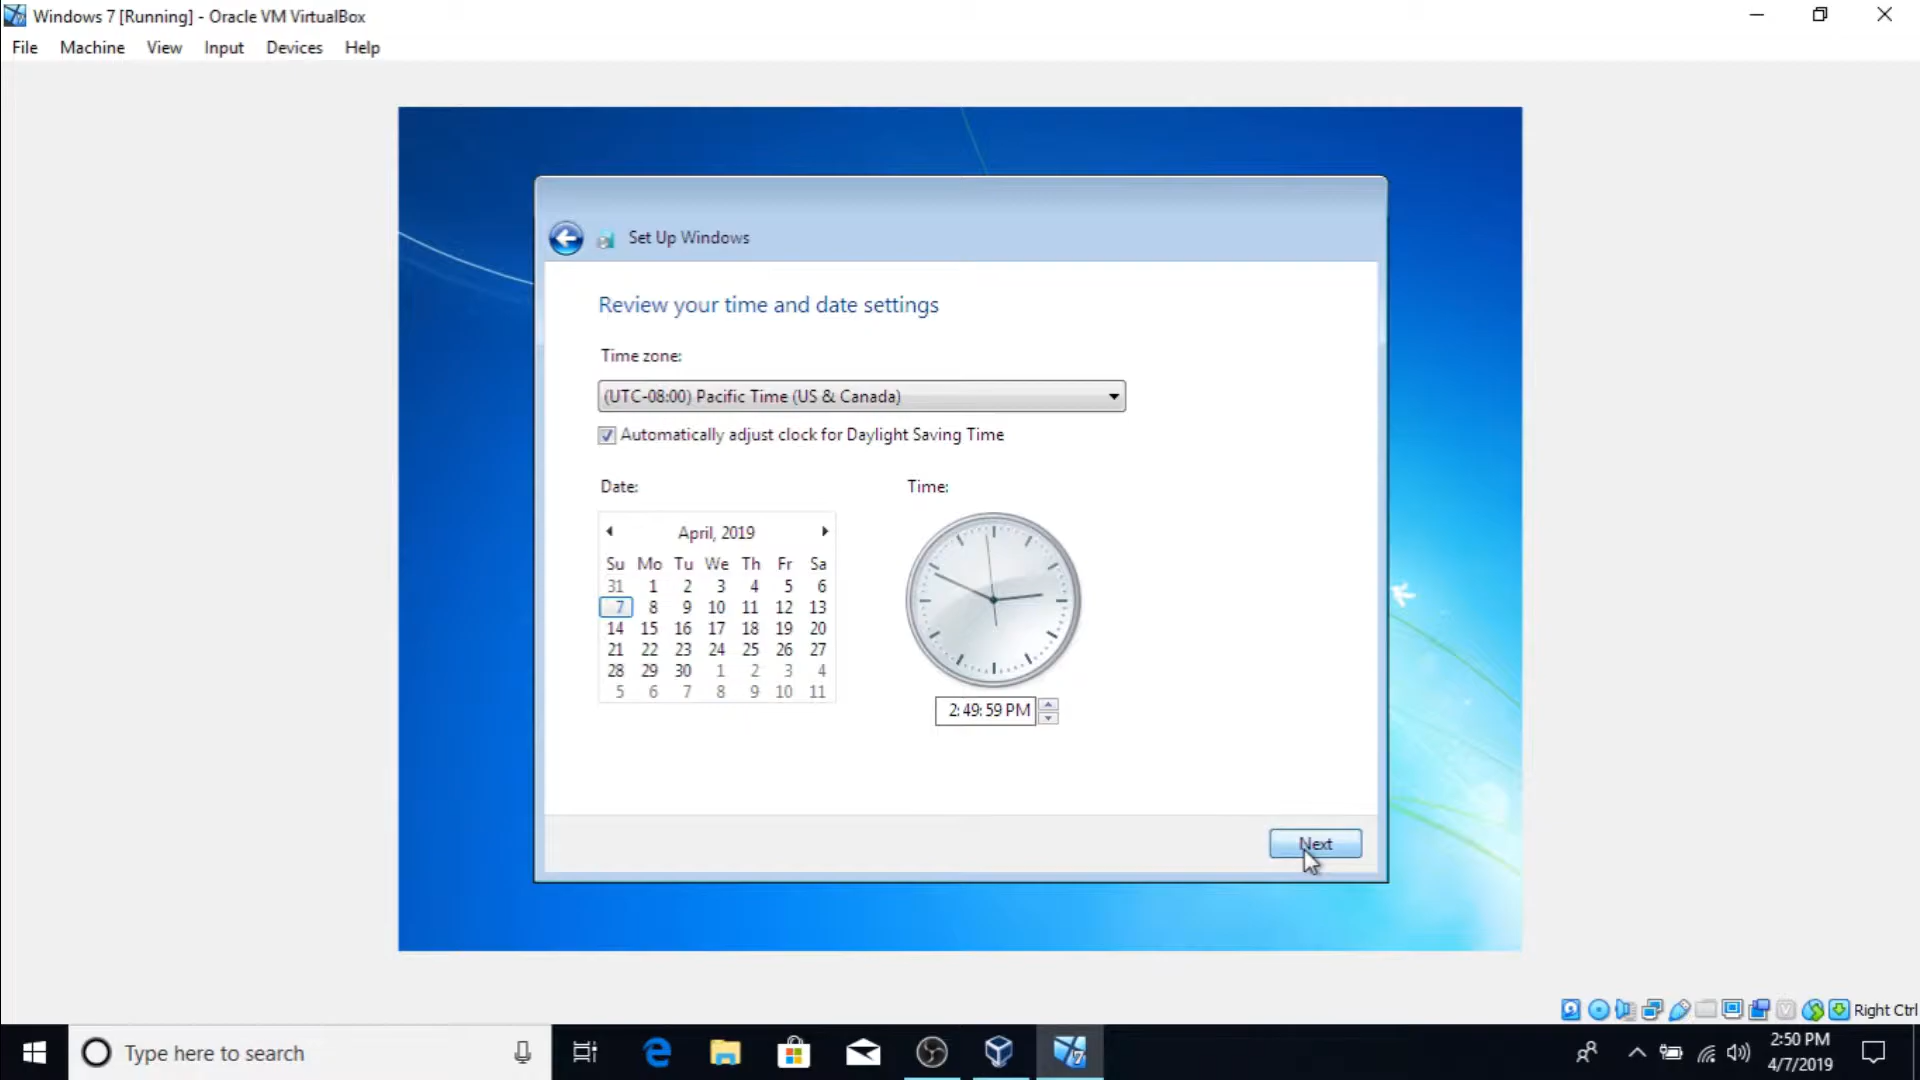 Windows 7 [Running] - Oracle VM VirtualBox
File Machine View Input Devices Help
Set Up Windows
Review your time and date settings
Time zone:
(UTC-08:00) Pacific Time (US & Canada)
Automatically adjust clock for Daylight Saving Time
Date: Time:
April, 2019
Su Mo Tu We Th Fr Sa
31 1 2 3 4 5 6
7 8 9 10 11 12 13
14 15 16 17 18 19 20
21 22 23 24 25 26 27
28 29 30 1 2 3 4
5 6 7 8 9 10 11
2:49:59 PM
Next
Right Ctrl
Type here to search
2:50 PM
4/7/2019